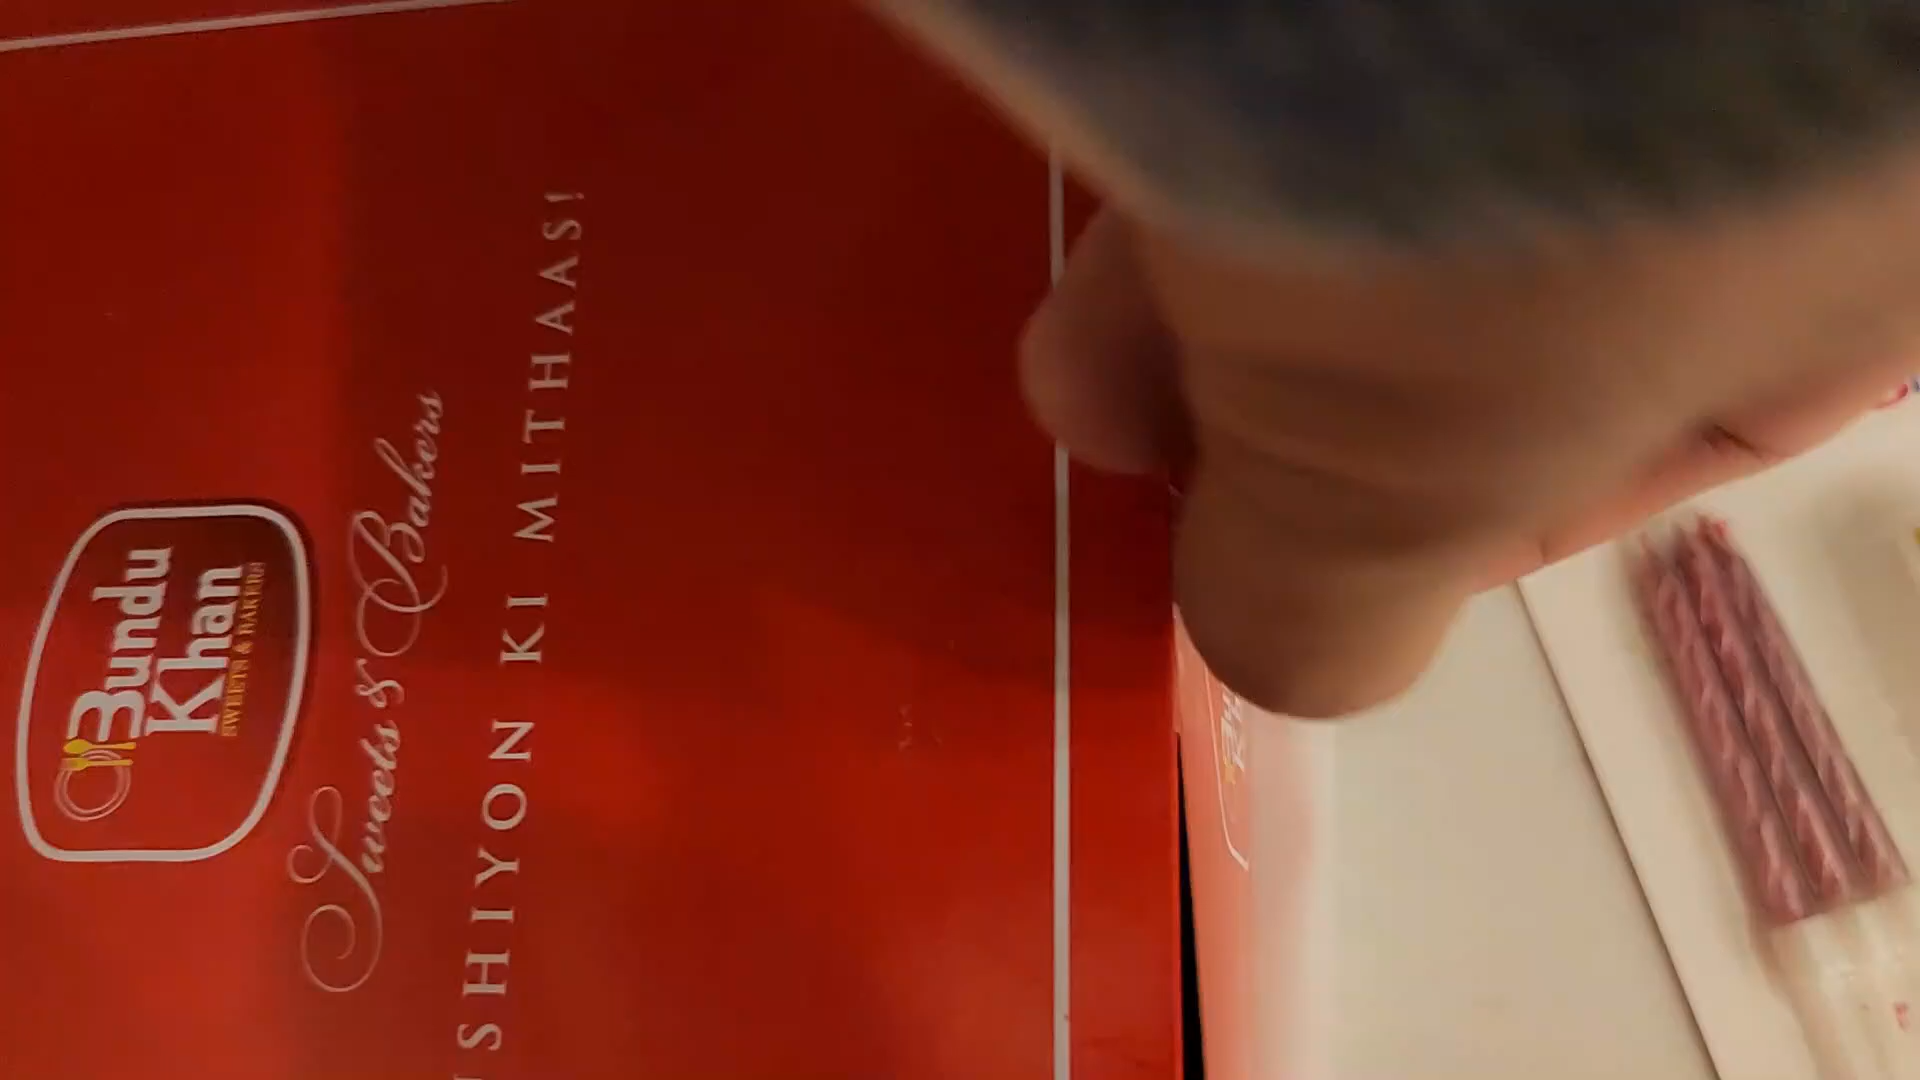 Bundu
Khan
SWEETS & BAKERS
Sweets & Bakers
SHIYON KI MITHAAS!